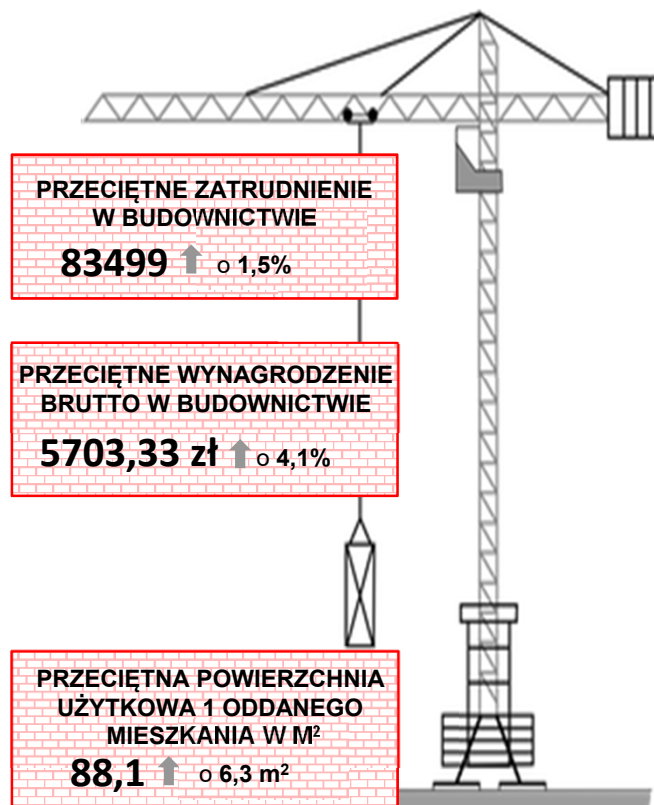 PRZECIĘTNE ZATRUDNIENIE
W BUDOWNICTWIE
83499 o 1,5%
PRZECIĘTNE WYNAGRODZENIE
BRUTTO W BUDOWNICTWIE
5703,33 zł o 4,1%
PRZECIĘTNA POWIERZCHNIA
UŻYTKOWA 1 ODDANEGO
MIESZKANIA W M²
88,1 o 6,3 m²